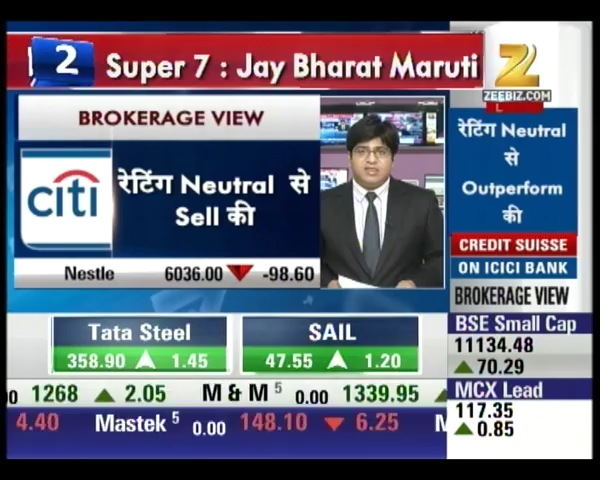 2 Super 7 : Jay Bharat Maruti
Z
ZEEBIZ.COM
BROKERAGE VIEW
citi
रेटिंग Neutral से
Sell की
Nestle 6036.00 -98.60
रेटिंग Neutral
से
Outperform
की
CREDIT SUISSE
ON ICICI BANK
BROKERAGE VIEW
Tata Steel
358.90 1.45
SAIL
47.55 1.20
BSE Small Cap
11134.48
70.29
MCX Lead
117.35
0.85
1268 2.05 M & M 5 0.00 1339.95
4.40 Mastek 5 0.00 148.10 6.25